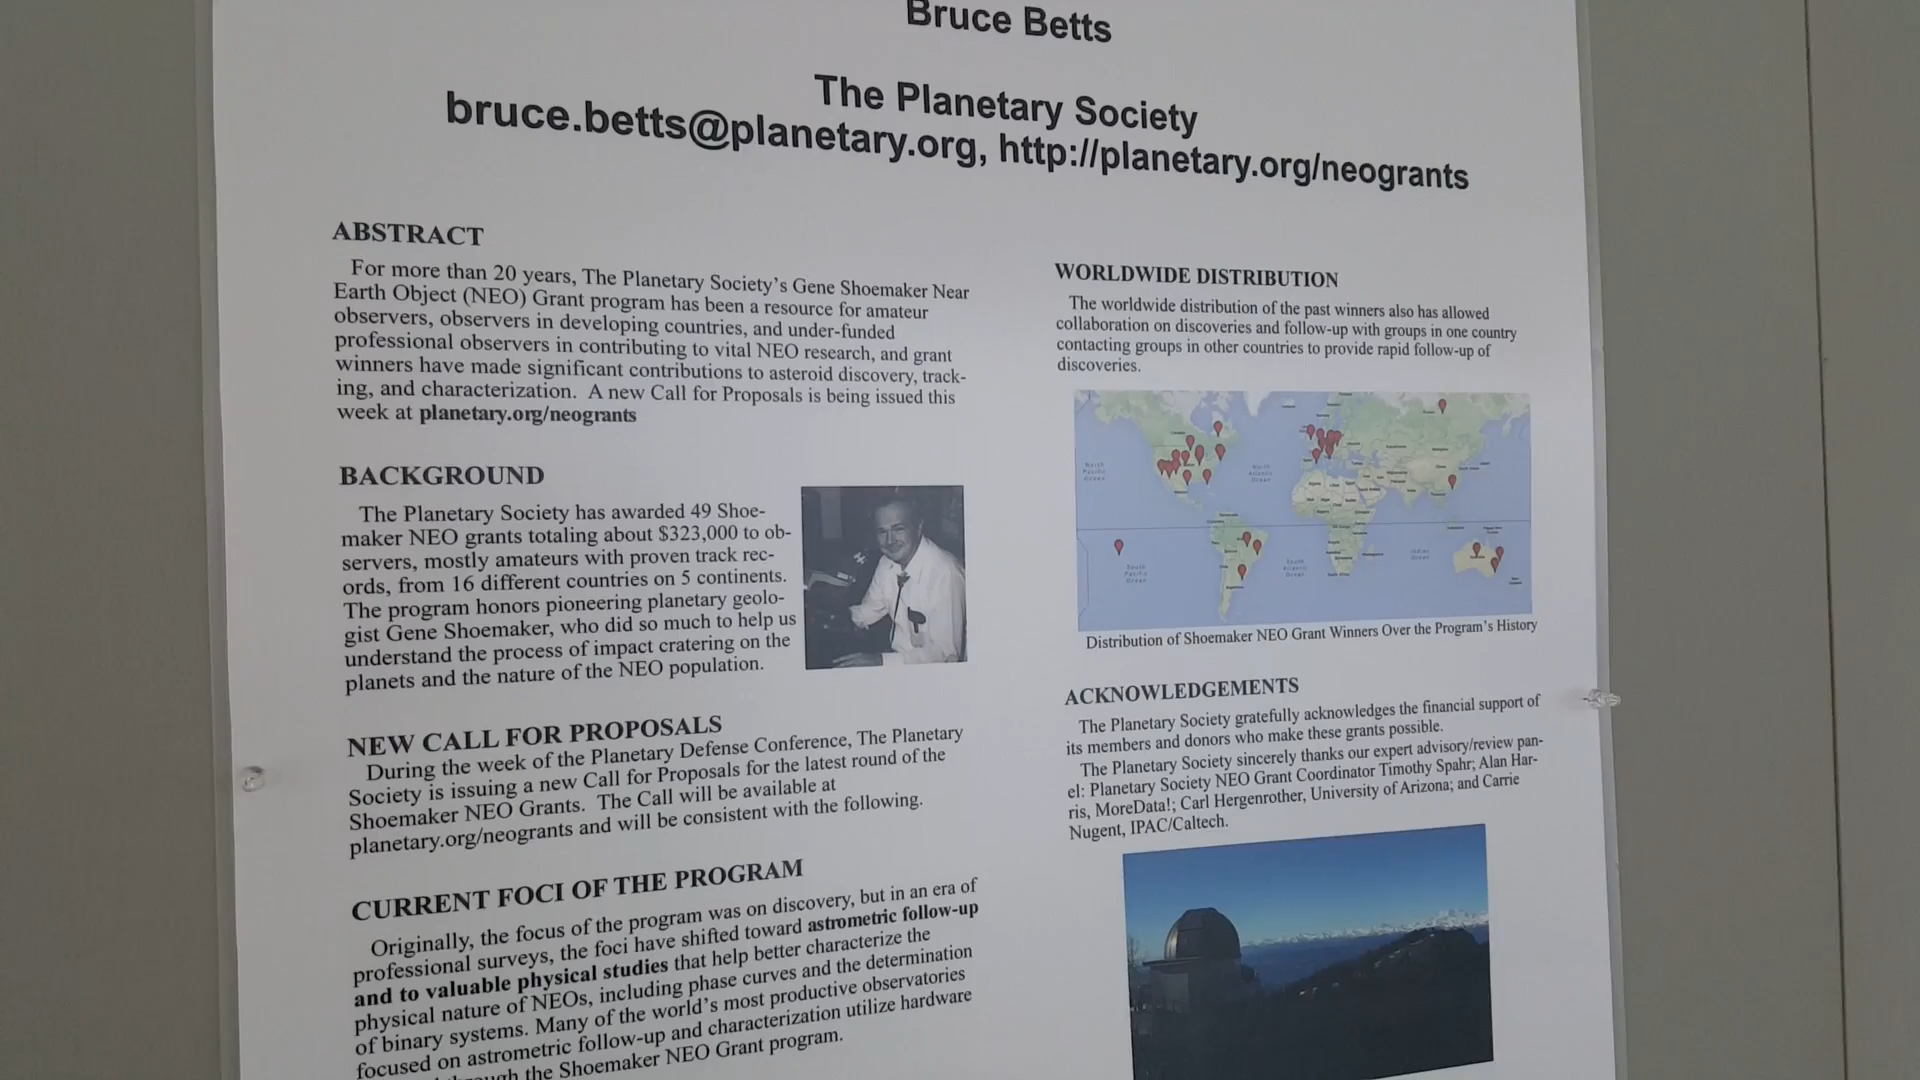 Bruce Betts
The Planetary Society
bruce.betts@planetary.org, http://planetary.org/neogrants
ABSTRACT
For more than 20 years, The Planetary Society's Gene Shoemaker Near
Earth Object (NEO) Grant program has been a resource for amateur
observers, observers in developing countries, and under-funded
professional observers in contributing to vital NEO research, and grant
winners have made significant contributions to asteroid discovery, track-
ing, and characterization. A new Call for Proposals is being issued this
week at planetary.org/neogrants
BACKGROUND
The Planetary Society has awarded 49 Shoe-
maker NEO grants totaling about $323,000 to ob-
servers, mostly amateurs with proven track rec-
ords, from 16 different countries on 5 continents.
The program honors pioneering planetary geolo-
gist Gene Shoemaker, who did so much to help us
understand the process of impact cratering on the
planets and the nature of the NEO population.
NEW CALL FOR PROPOSALS
During the week of the Planetary Defense Conference, The Planetary
Society is issuing a new Call for Proposals for the latest round of the
Shoemaker NEO Grants. The Call will be available at
planetary.org/neogrants and will be consistent with the following.
CURRENT FOCI OF THE PROGRAM
Originally, the focus of the program was on discovery, but in an era of
professional surveys, the foci have shifted toward astrometric follow-up
and to valuable physical studies that help better characterize the
physical nature of NEOs, including phase curves and the determination
of binary systems. Many of the world's most productive observatories
focused on astrometric follow-up and characterization utilize hardware
the Shoemaker NEO Grant program.
WORLDWIDE DISTRIBUTION
The worldwide distribution of the past winners also has allowed
collaboration on discoveries and follow-up with groups in one country
contacting groups in other countries to provide rapid follow-up of
discoveries.
North
Pacific
Ocean
North
Atlantic
Ocean
South
Pacific
Ocean
South
Atlantic
Ocean
Indian
Ocean
Distribution of Shoemaker NEO Grant Winners Over the Program's History
ACKNOWLEDGEMENTS
The Planetary Society gratefully acknowledges the financial support of
its members and donors who make these grants possible.
The Planetary Society sincerely thanks our expert advisory/review pan-
el: Planetary Society NEO Grant Coordinator Timothy Spahr; Alan Har-
ris, MoreData!; Carl Hergenrother, University of Arizona; and Carrie
Nugent, IPAC/Caltech.